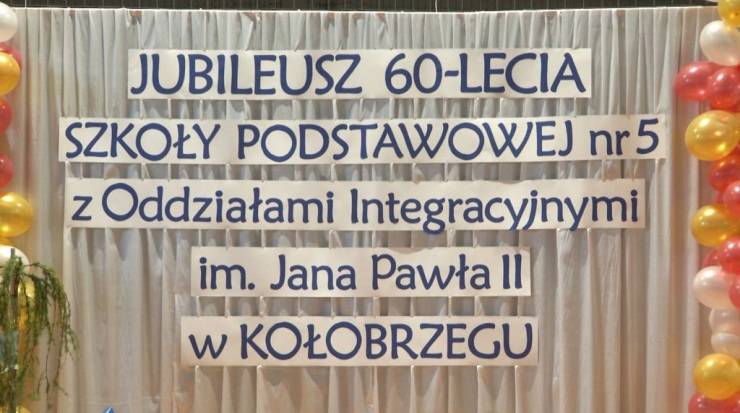 JUBILEUSZ 60-LECIA
SZKOŁY PODSTAWOWEJ nr 5
z Oddziałami Integracyjnymi
im. Jana Pawła II
w KOŁOBRZEGU